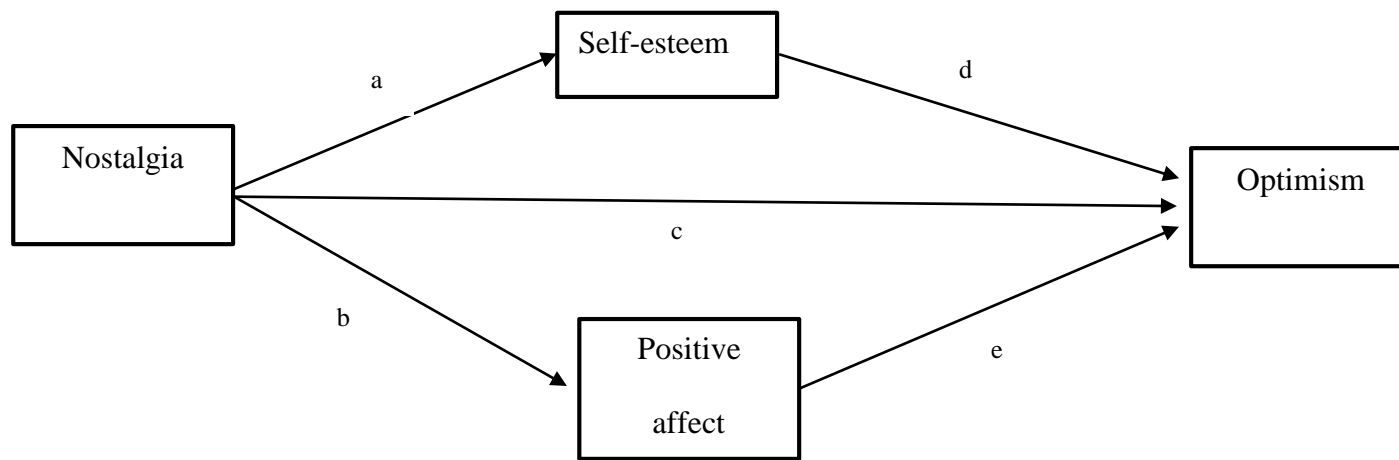 Self-esteem
a
d
Nostalgia
Optimism
c
b
Positive
affect
e